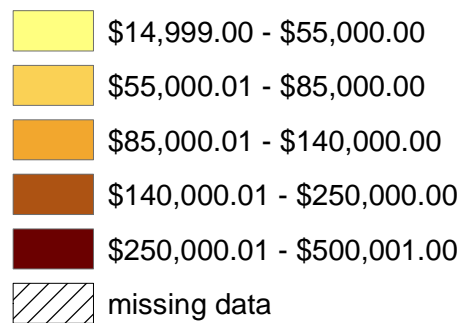 $14,999.00 - $55,000.00
$55,000.01 - $85,000.00
$85,000.01 - $140,000.00
$140,000.01 - $250,000.00
$250,000.01 - $500,001.00
missing data